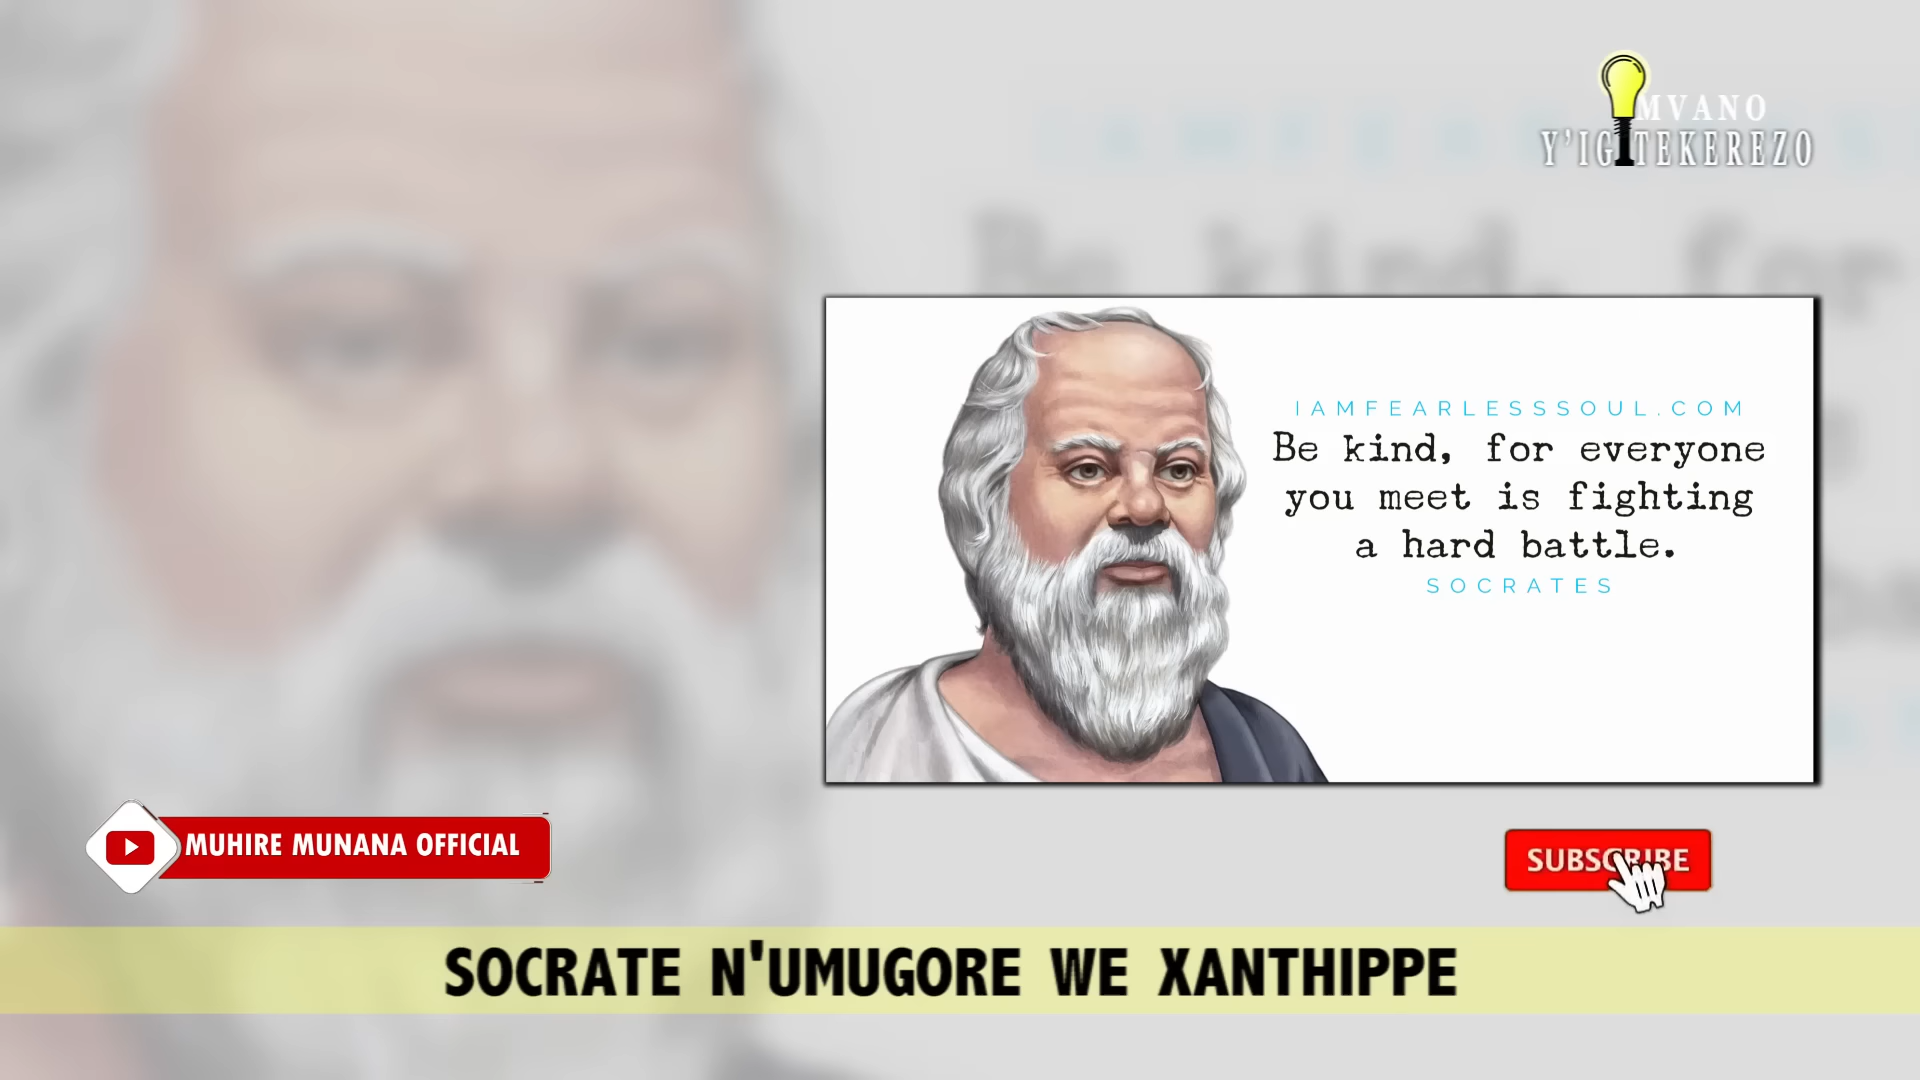 IMVANO
Y'IGITEKEREZO
IAMFEARLESSSOUL.COM
Be kind, for everyone
you meet is fighting
a hard battle.
SOCRATES
MUHIRE MUNANA OFFICIAL
SUBSCRIBE
SOCRATE N'UMUGORE WE XANTHIPPE